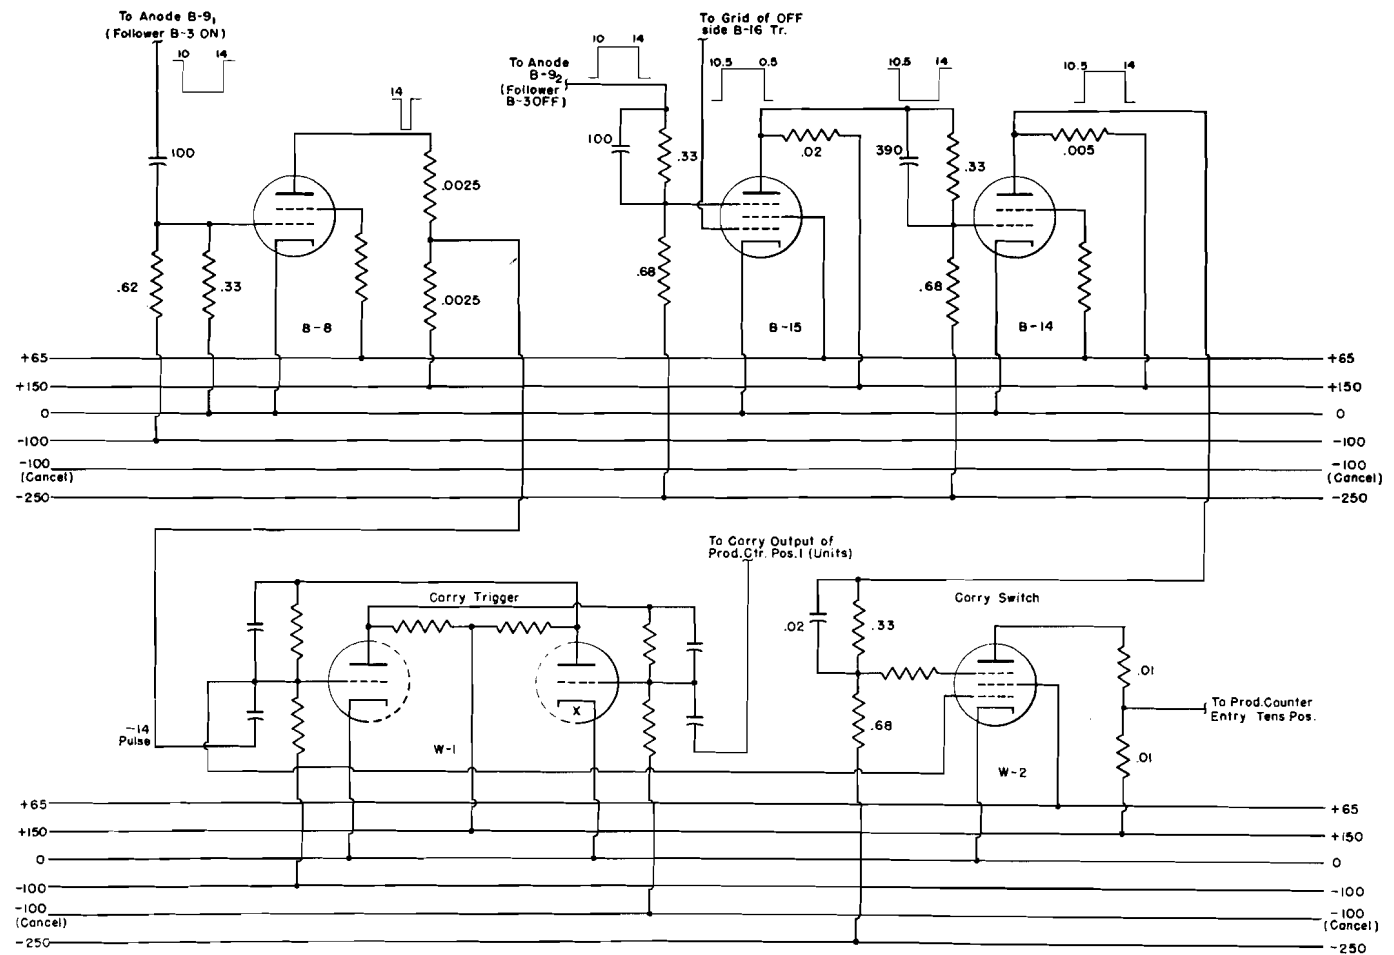 To Anode B-9₁
(Follower B-3 ON)
10 14
100
.62
.33
B-8
14
.0025
.0025
To Anode
B-9₂
(Follower
B-3OFF)
10 14
100
.33
.68
To Grid of OFF
side B-16 Tr.
10.5 0.5
.02
B-15
10.5 14
390
.33
.68
10.5 14
.005
B-14
+65 +65
+150 +150
0 0
-100 -100
-100 -100
(Cancel) (Cancel)
-250 -250
To Carry Output of
Prod. Ctr. Pos. 1 (Units)
Carry Trigger
Carry Switch
.02
.33
.68
.01
.01
To Prod. Counter
Entry Tens Pos.
X
-14
Pulse
W-1
W-2
+65 +65
+150 +150
0 0
-100 -100
-100 -100
(Cancel) (Cancel)
-250 -250